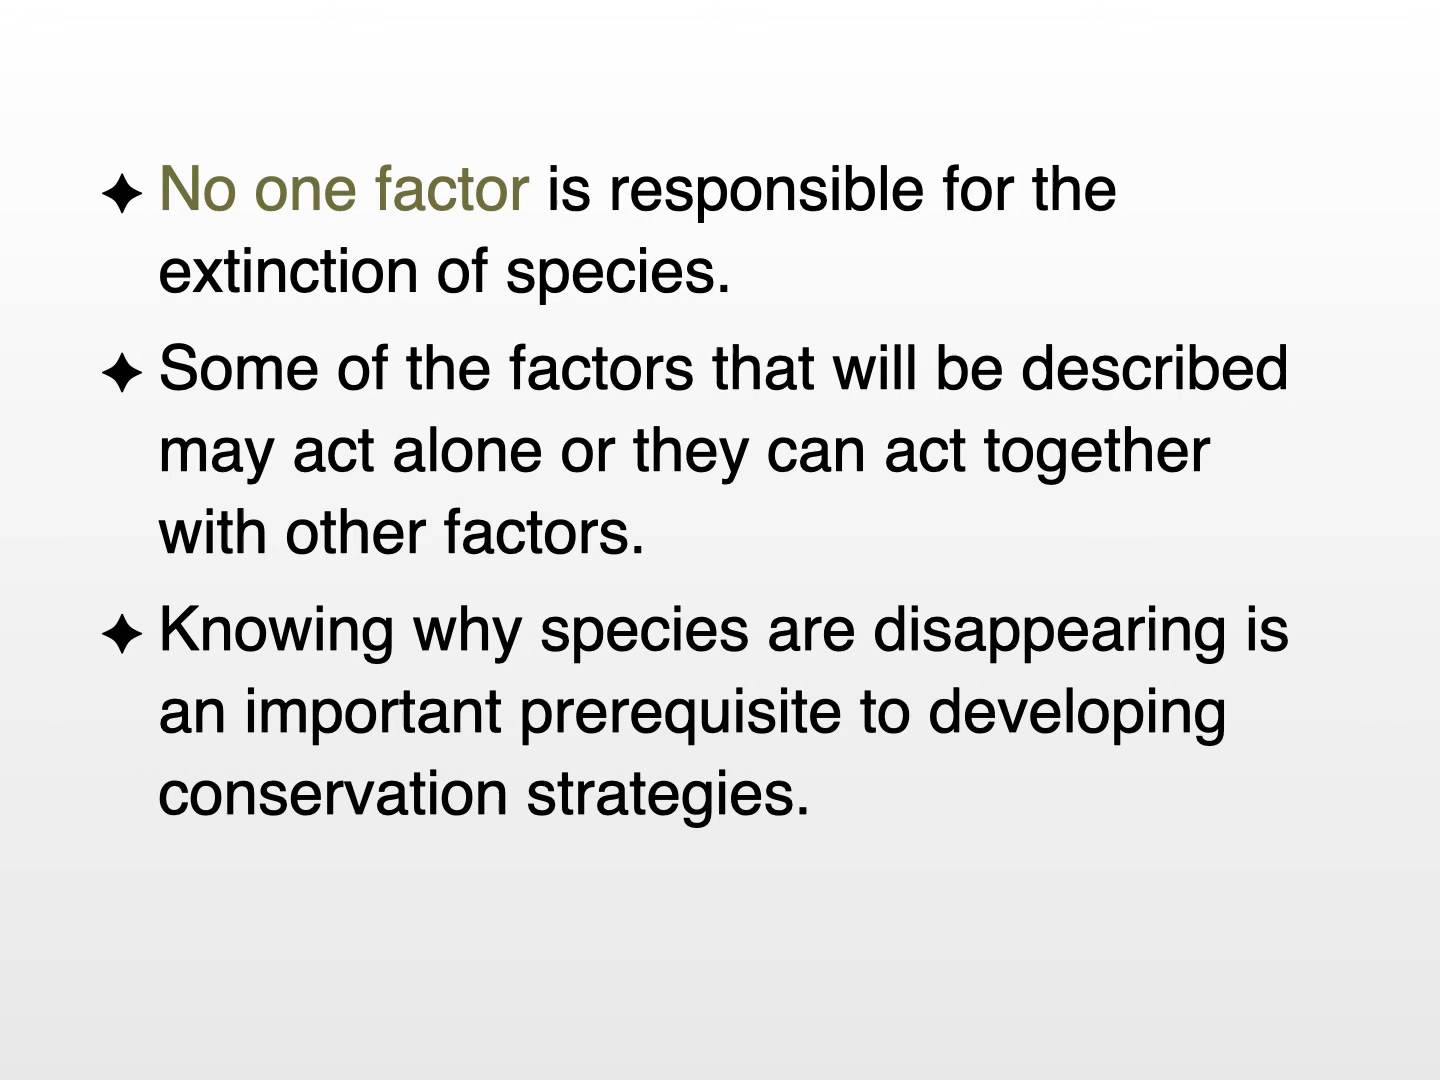 ✦ No one factor is responsible for the
extinction of species.
✦ Some of the factors that will be described
may act alone or they can act together
with other factors.
✦ Knowing why species are disappearing is
an important prerequisite to developing
conservation strategies.